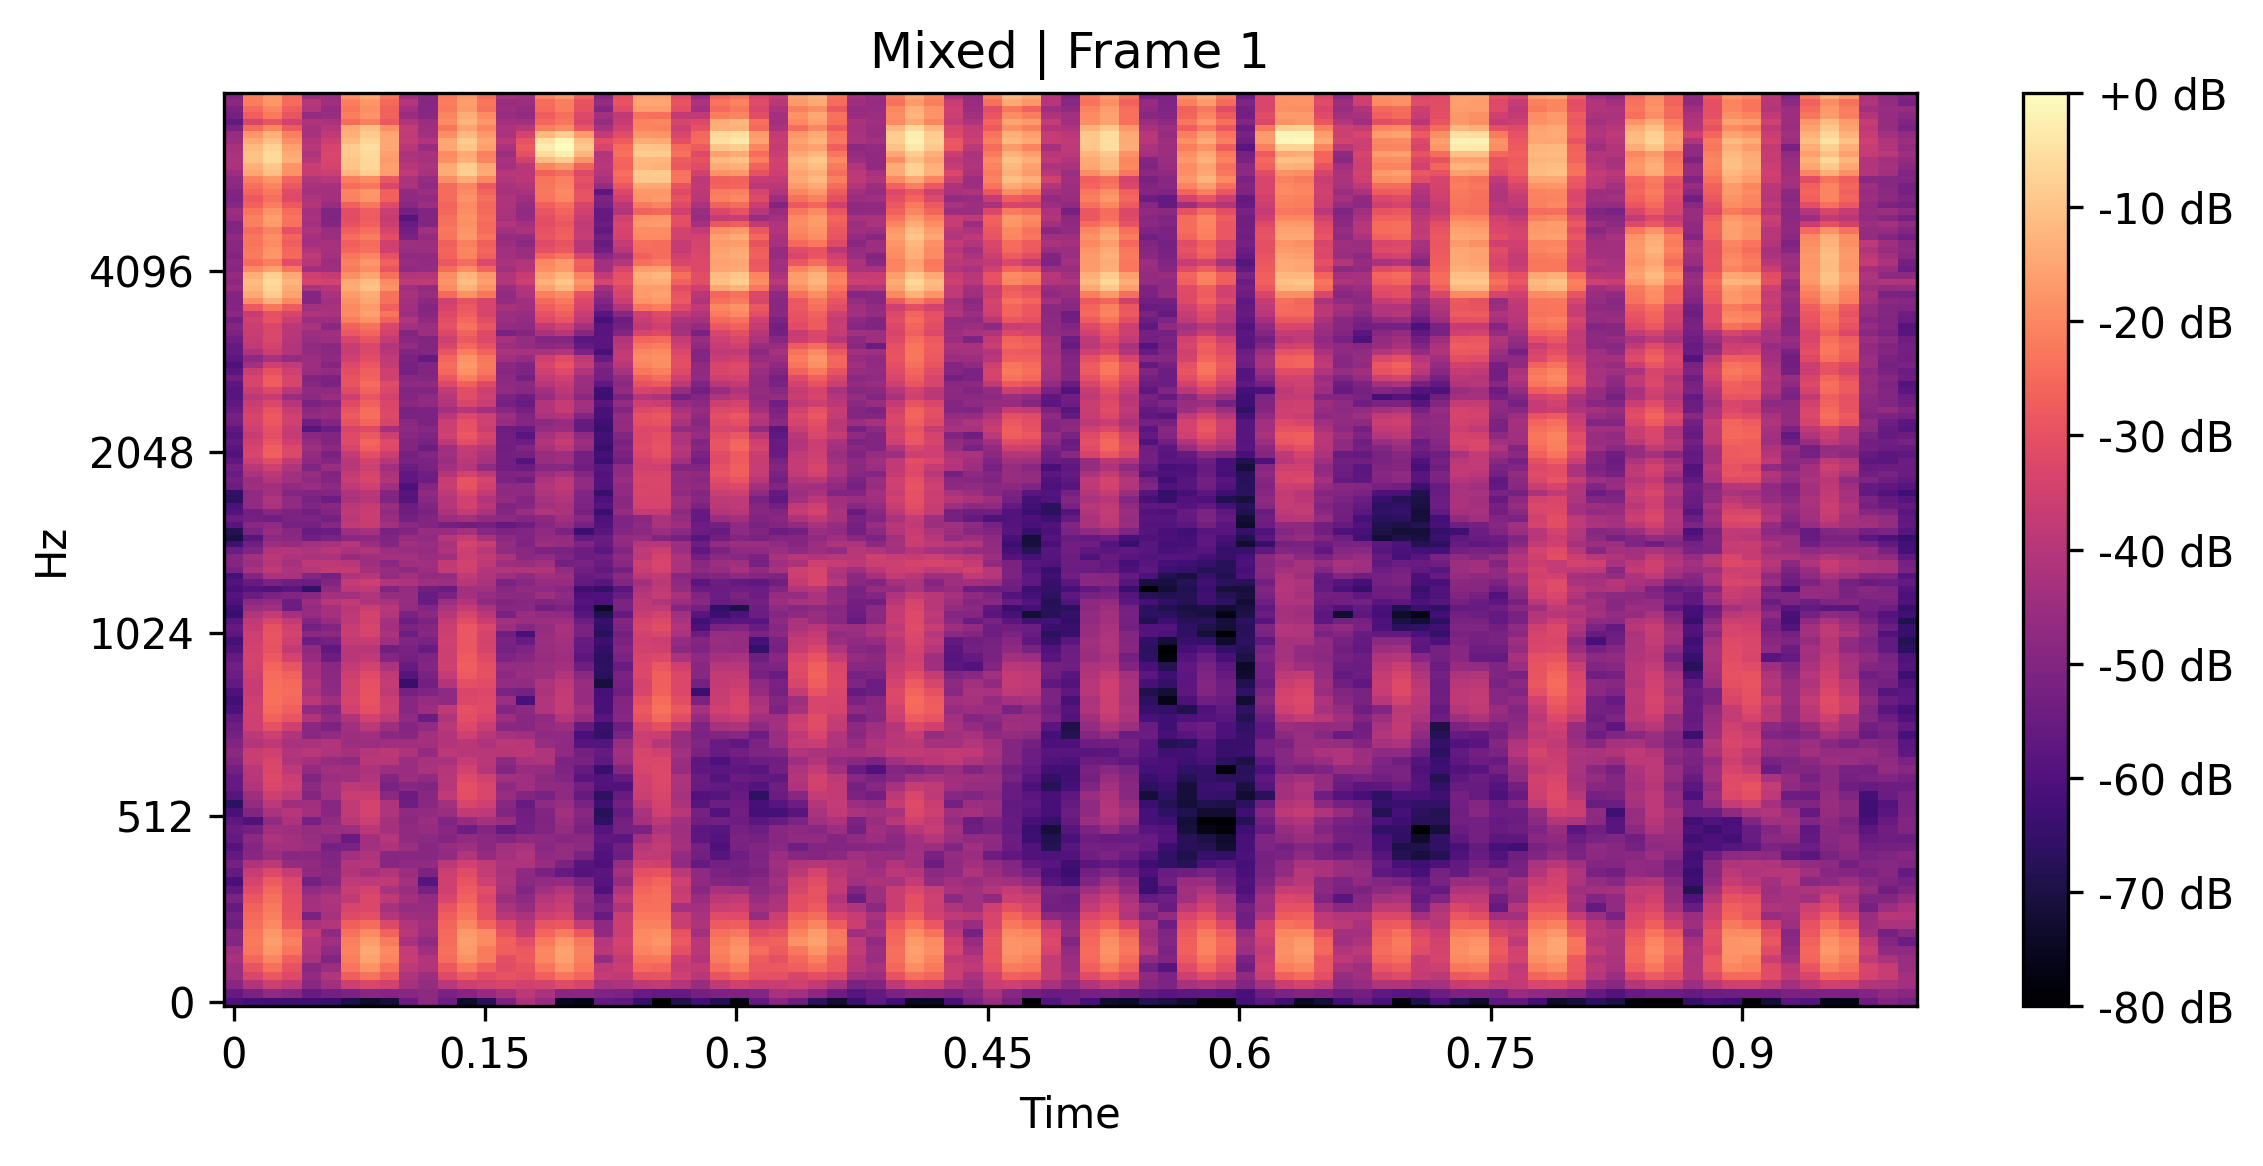 Mixed | Frame 1
Hz
4096
2048
1024
512
0
0 0.15 0.3 0.45 0.6 0.75 0.9
Time
+0 dB
-10 dB
-20 dB
-30 dB
-40 dB
-50 dB
-60 dB
-70 dB
-80 dB